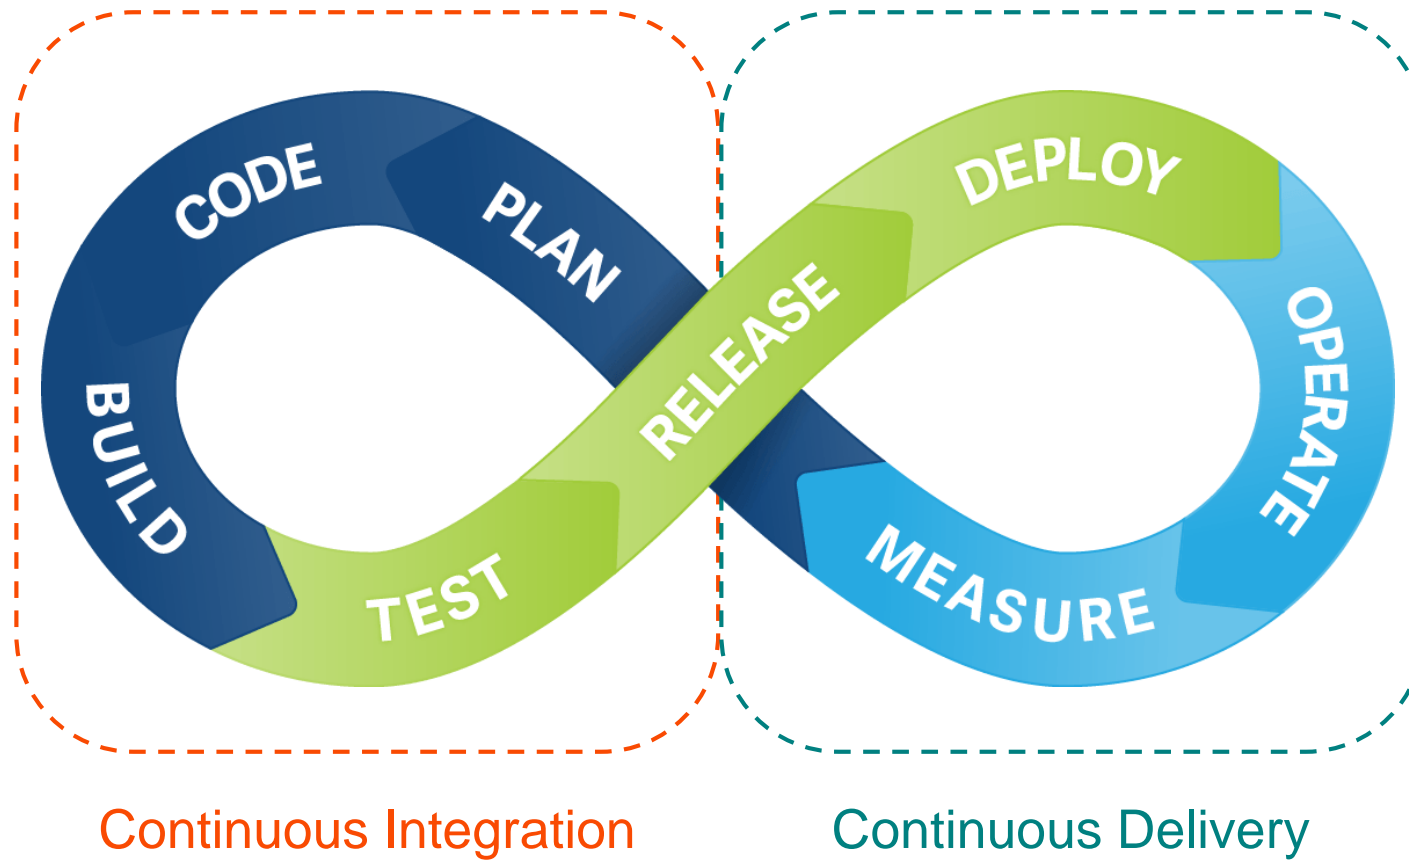 CODE
PLAN
BUILD
TEST
RELEASE
DEPLOY
OPERATE
MEASURE
Continuous Integration
Continuous Delivery